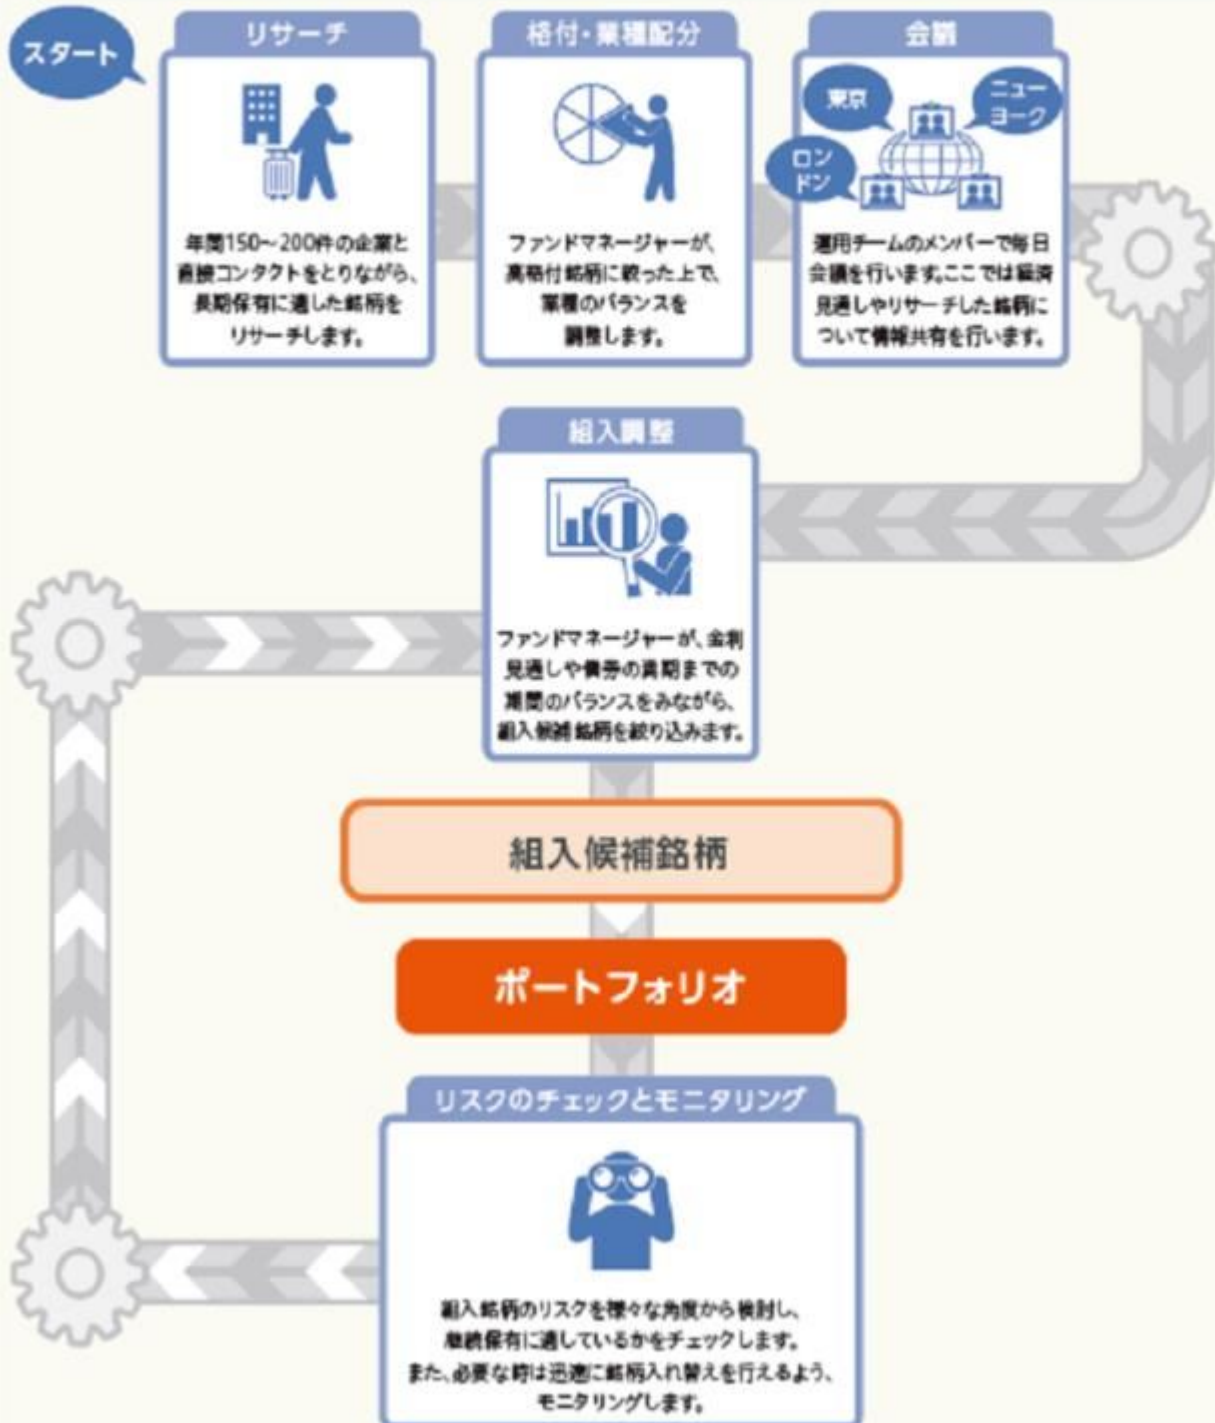 スタート
リサーチ
年間150〜200件の企業と
直接コンタクトをとりながら、
長期保有に適した銘柄を
リサーチします。
格付・業種配分
ファンドマネージャーが、
高格付銘柄に絞った上で、
業種のバランスを
調整します。
会議
東京
ニュー
ヨーク
ロン
ドン
運用チームのメンバーで毎日
会議を行います。ここでは経済
見通しやリサーチした銘柄に
ついて情報共有を行います。
組入調整
ファンドマネージャーが、金利
見通しや債券の満期までの
期間のバランスをみながら、
組入候補銘柄を絞り込みます。
組入候補銘柄
ポートフォリオ
リスクのチェックとモニタリング
組入銘柄のリスクを様々な角度から検討し、
継続保有に適しているかをチェックします。
また、必要な時は迅速に銘柄入れ替えを行えるよう、
モニタリングします。